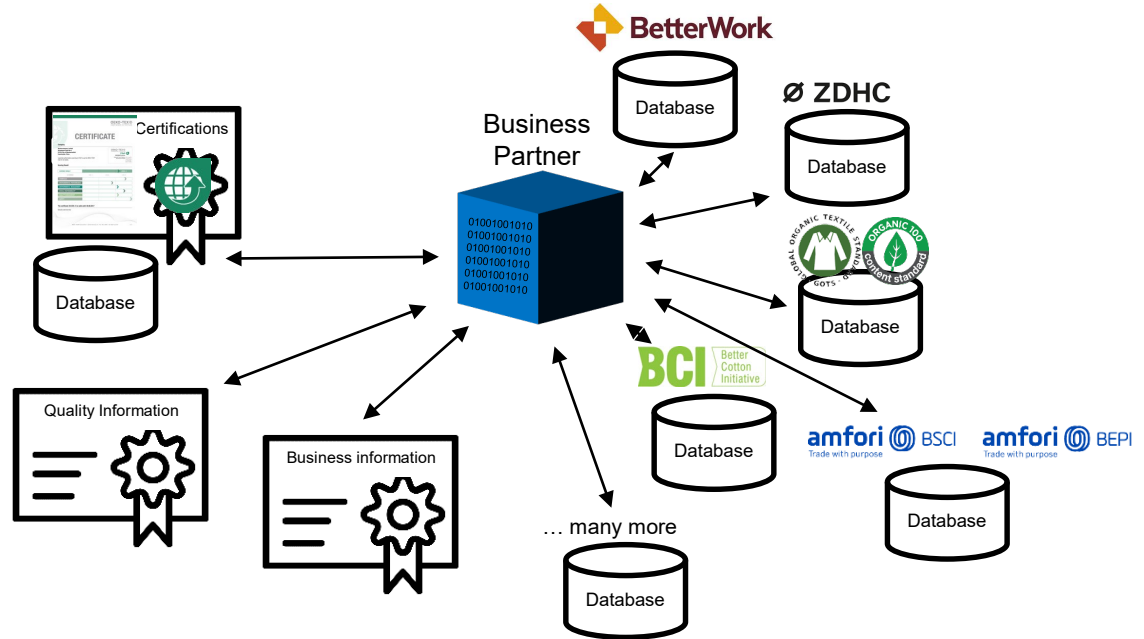 BetterWork
Database
Ø ZDHC
Database
Business
Partner
Certifications
CERTIFICATE
01001001010
01001001010
01001001010
01001001010
01001001010
01001001010
GLOBAL ORGANIC TEXTILE STANDARD
GOTS
ORGANIC 100
content standard
Database
Database
BCI
Better
Cotton
Initiative
Quality Information
Database
amfori BSCI
Trade with purpose
amfori BEPI
Trade with purpose
Business information
Database
… many more
Database